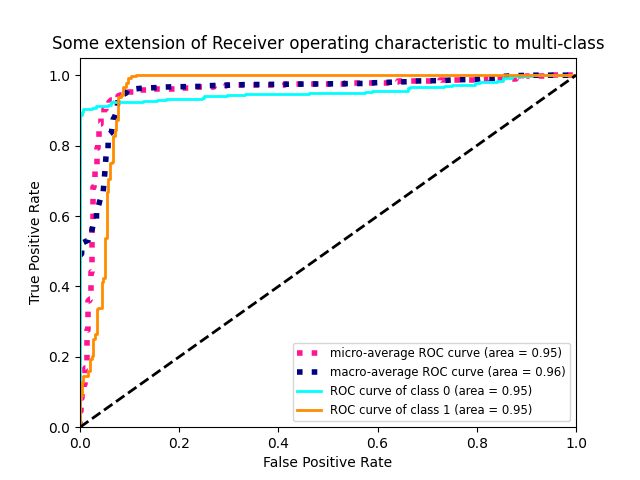 Some extension of Receiver operating characteristic to multi-class
1.0
0.8
0.6
0.4
0.2
0.0
True Positive Rate
micro-average ROC curve (area = 0.95)
macro-average ROC curve (area = 0.96)
ROC curve of class 0 (area = 0.95)
ROC curve of class 1 (area = 0.95)
0.0 0.2 0.4 0.6 0.8 1.0
False Positive Rate